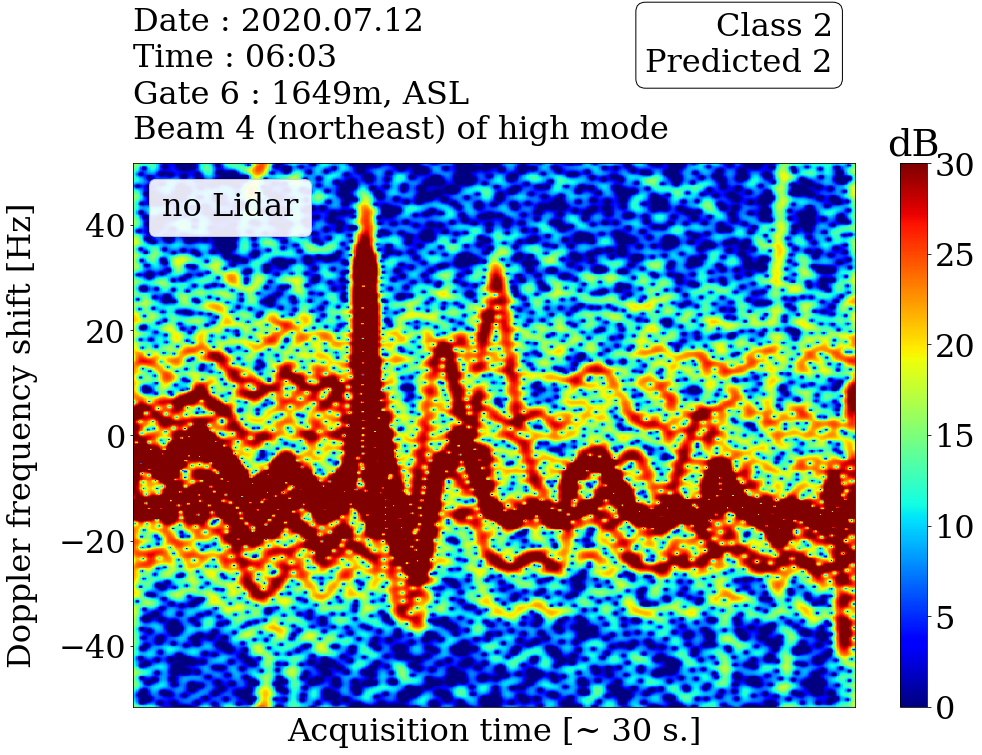 Date : 2020.07.12
Time : 06:03
Gate 6 : 1649m, ASL
Beam 4 (northeast) of high mode
Class 2
Predicted 2
dB
no Lidar
Doppler frequency shift [Hz]
40
20
0
−20
−40
30
25
20
15
10
5
0
Acquisition time [~ 30 s.]